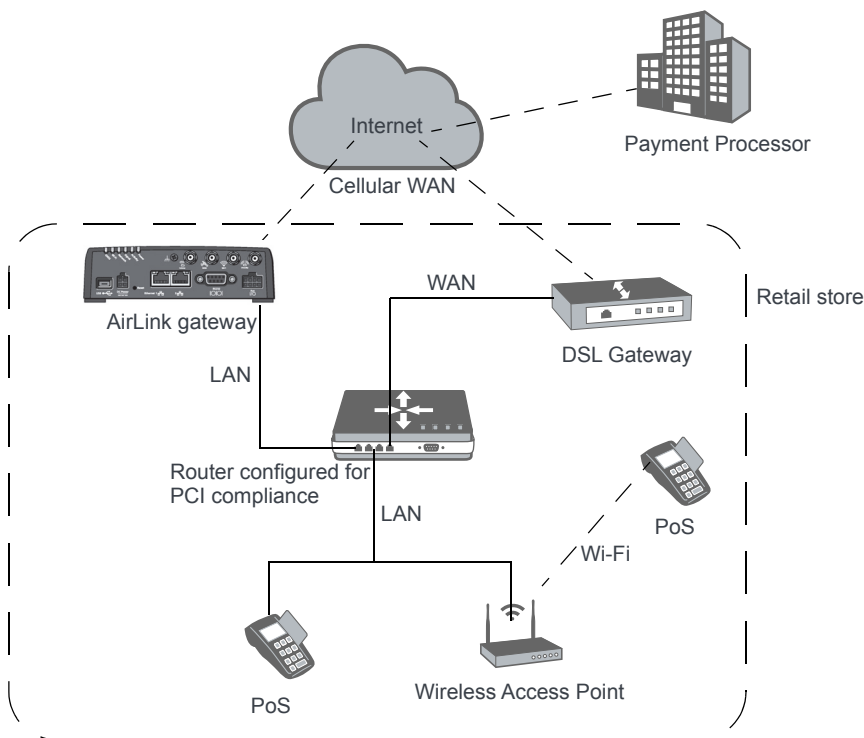 Internet
Payment Processor
Cellular WAN
WAN
Retail store
AirLink gateway
DSL Gateway
LAN
Router configured for
PCI compliance
LAN
PoS
Wi-Fi
PoS
Wireless Access Point